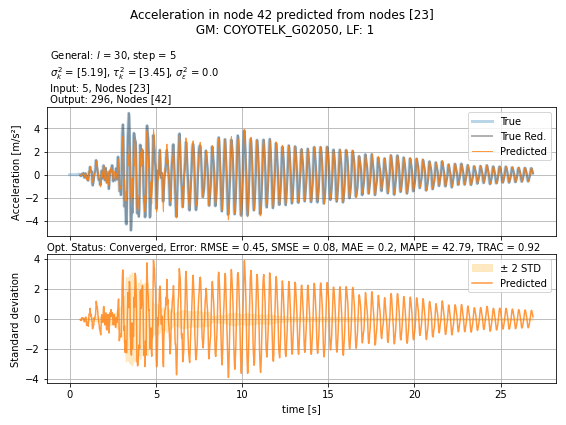 Acceleration in node 42 predicted from nodes [23]
GM: COYOTELK_G02050, LF: 1
General: l = 30, step = 5
σ²ₖ = [5.19], τ²ₖ = [3.45], σ²ε = 0.0
Input: 5, Nodes [23]
Output: 296, Nodes [42]
Acceleration [m/s²]
4
2
0
−2
−4
True
True Red.
Predicted
Opt. Status: Converged, Error: RMSE = 0.45, SMSE = 0.08, MAE = 0.2, MAPE = 42.79, TRAC = 0.92
Standard deviation
4
2
0
−2
−4
± 2 STD
Predicted
0 5 10 15 20 25
time [s]